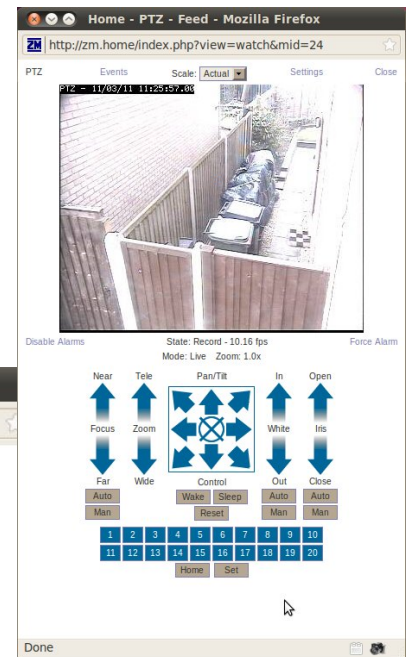 Home - PTZ - Feed - Mozilla Firefox
ZM http://zm.home/index.php?view=watch&mid=24
PTZ Events Scale: Actual Settings Close
PTZ - 11/03/11 11:25:57.00
Disable Alarms State: Record - 10.16 fps Force Alarm
Mode: Live Zoom: 1.0x
Near Tele Pan/Tilt In Open
Focus Zoom White Iris
Far Wide Control Out Close
Auto Wake Sleep Auto Auto
Man Reset Man Man
1 2 3 4 5 6 7 8 9 10
11 12 13 14 15 16 17 18 19 20
Home Set
Done